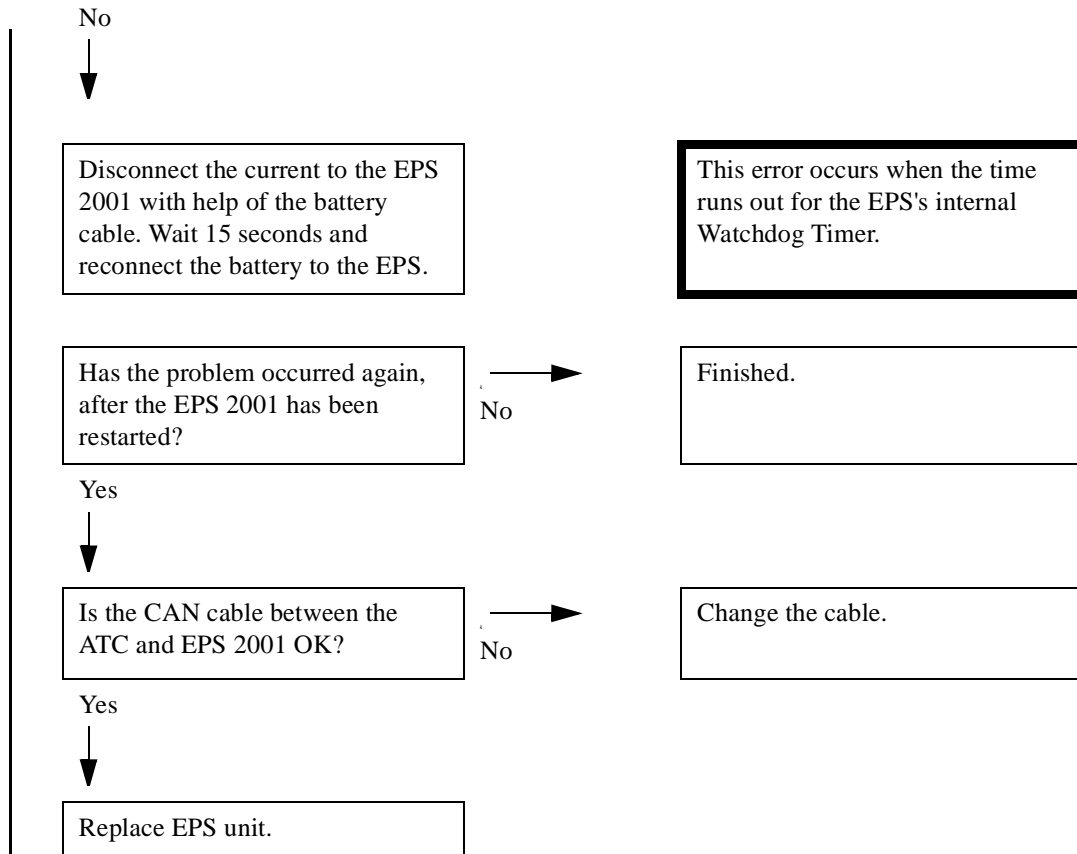 No
Disconnect the current to the EPS
2001 with help of the battery
cable. Wait 15 seconds and
reconnect the battery to the EPS.
This error occurs when the time
runs out for the EPS's internal
Watchdog Timer.
Has the problem occurred again,
after the EPS 2001 has been
restarted?
No
Finished.
Yes
Is the CAN cable between the
ATC and EPS 2001 OK?
No
Change the cable.
Yes
Replace EPS unit.